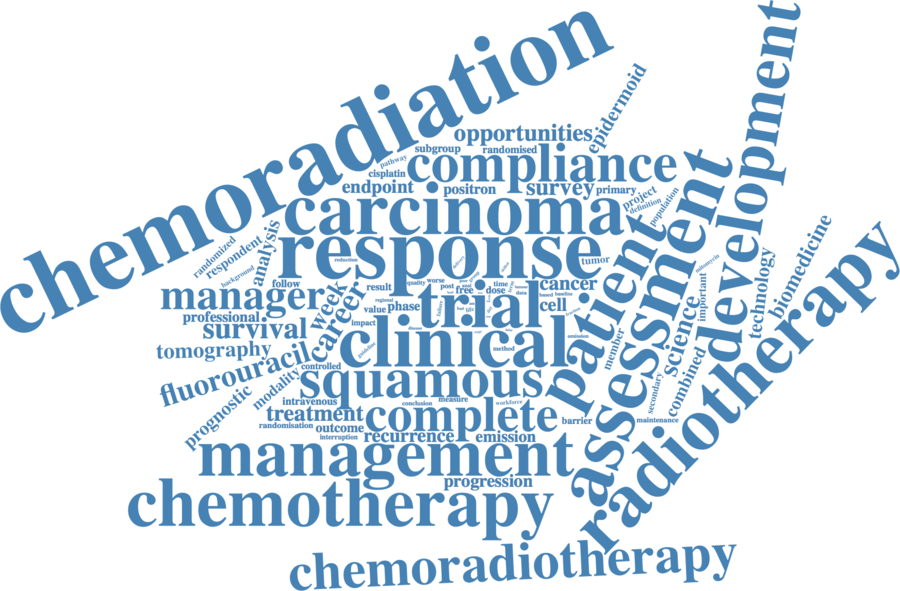 chemoradiation
development
epidermoid
opportunities
subgroup
randomised
pathway
compliance
cisplatin
endpoint
positron
survey
primary
project
definition
population
carcinoma
patient
assessment
biomedicine
randomized
respondent
analysis
background
response
reduction
tumor
mitomycin
technology
radiotherapy
follow
result
quality
worse
post
free
dose
time
term
data
cancer
based
baseline
manager
week
career
regional
value
phase
trial
cell
important
Science
professional
survival
impact
disease
clinical
method
member
tomography
guideline
combined
fluorouracil
controlled
modality
squamous
secondary
prognostic
intravenous
conclusion
measure
workforce
treatment
complete
barrier
maintenance
randomisation
outcome
interruption
recurrence
emission
management
progression
chemotherapy
chemoradiotherapy